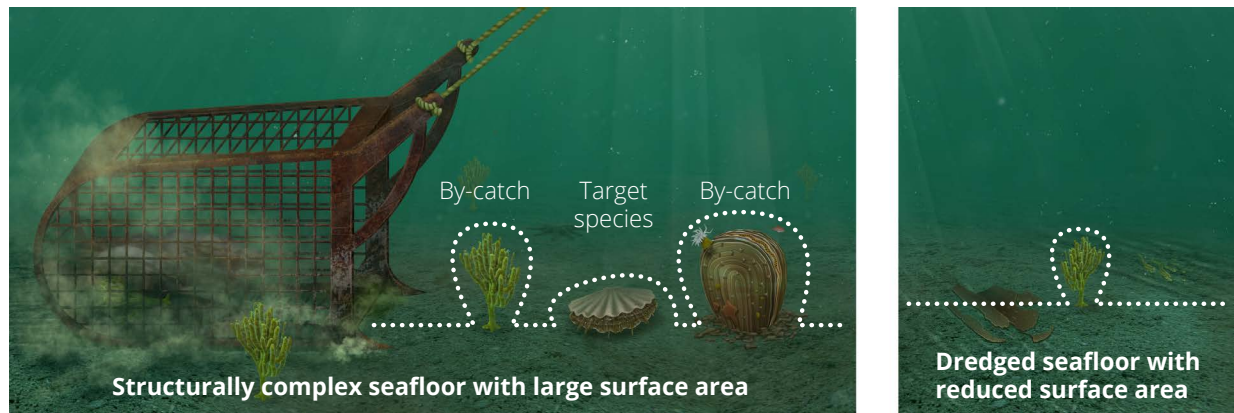 By-catch
Target
species
By-catch
Structurally complex seafloor with large surface area
Dredged seafloor with
reduced surface area